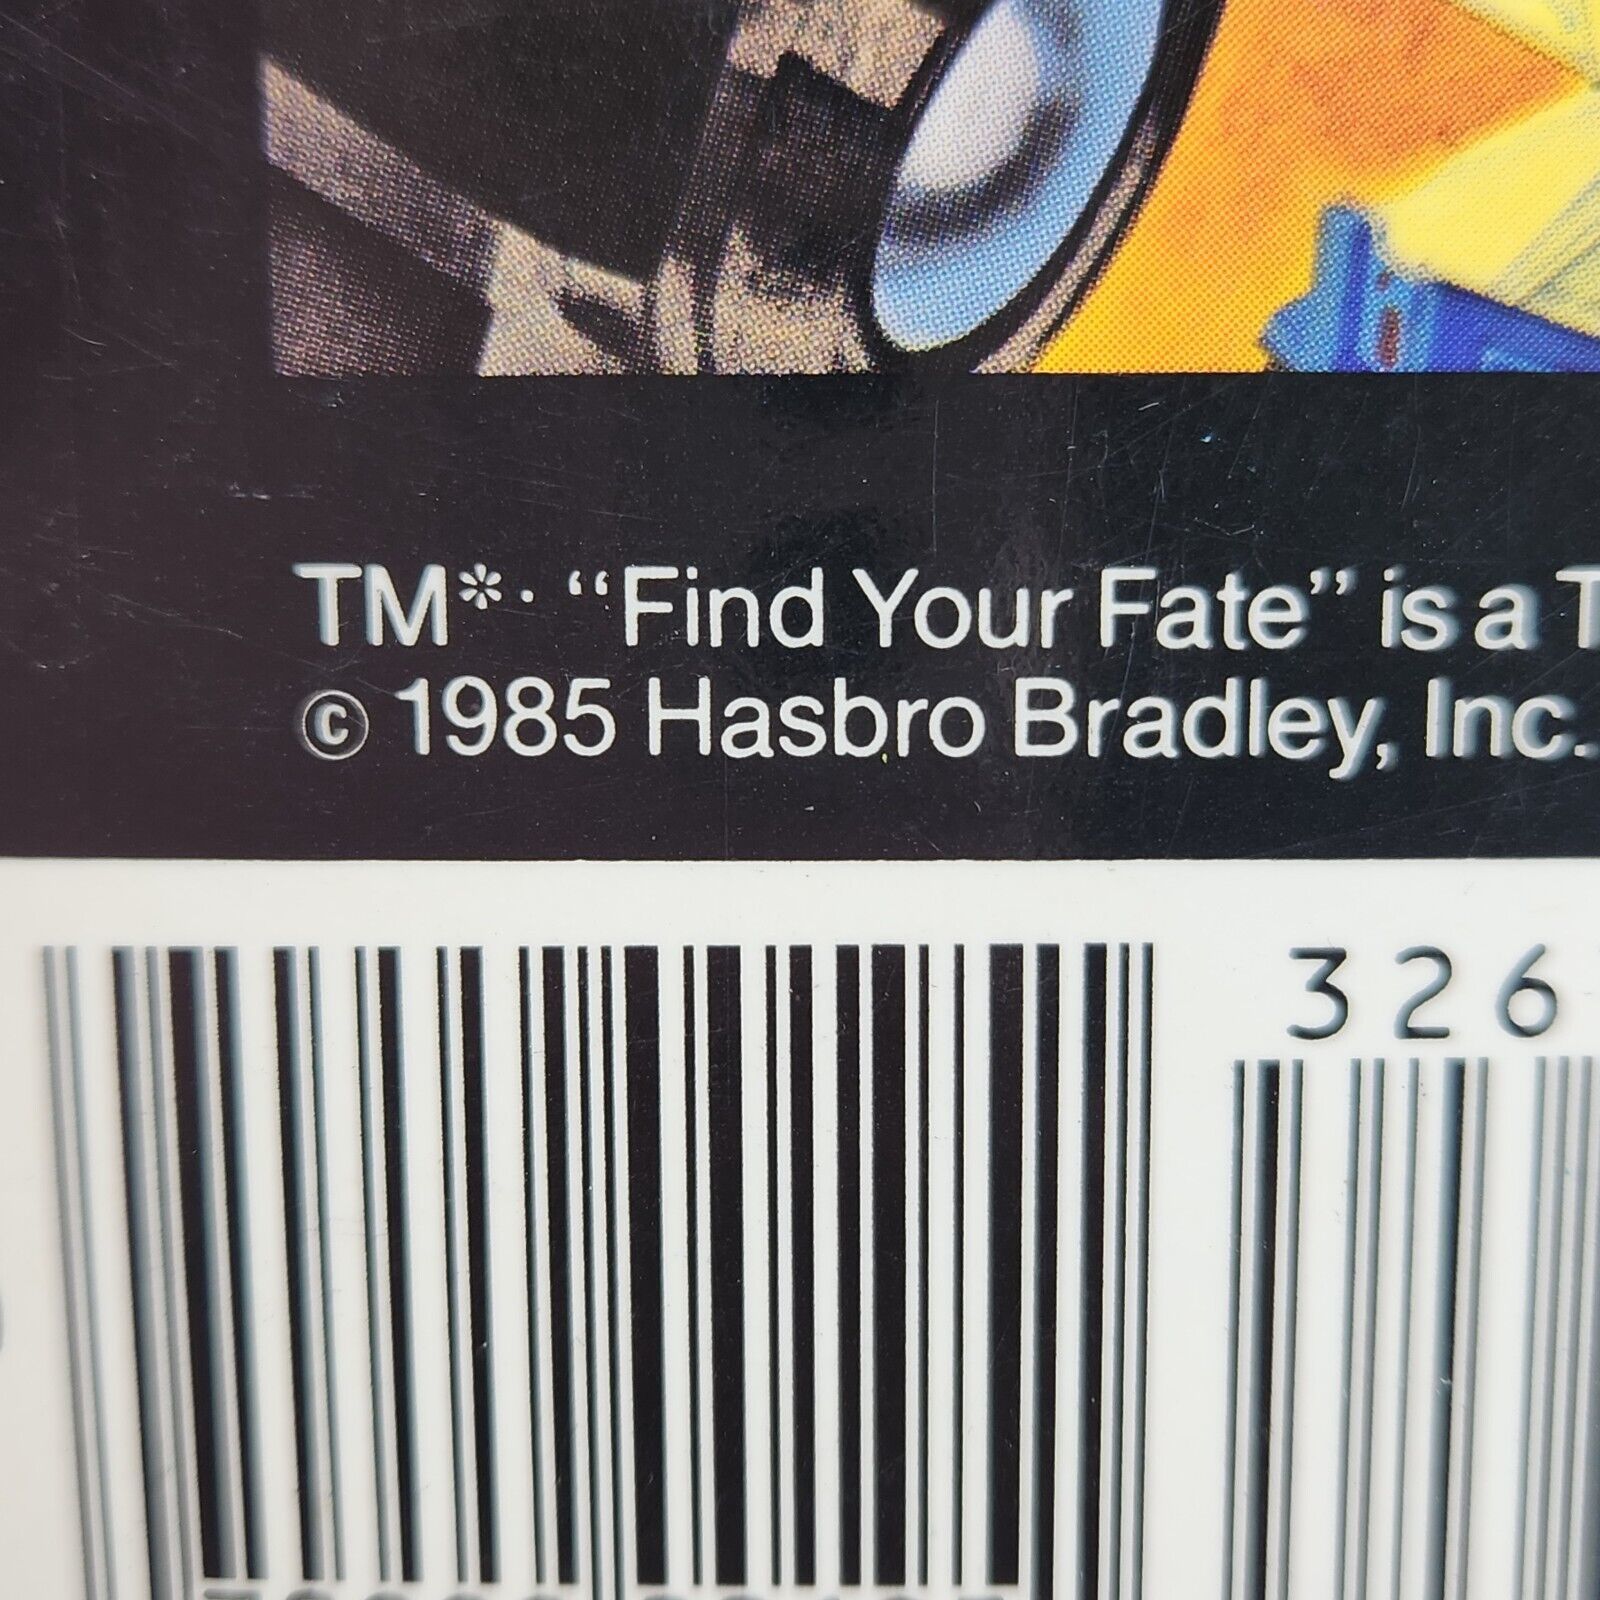 TM*· “Find Your Fate” is a T
© 1985 Hasbro Bradley, Inc.
326